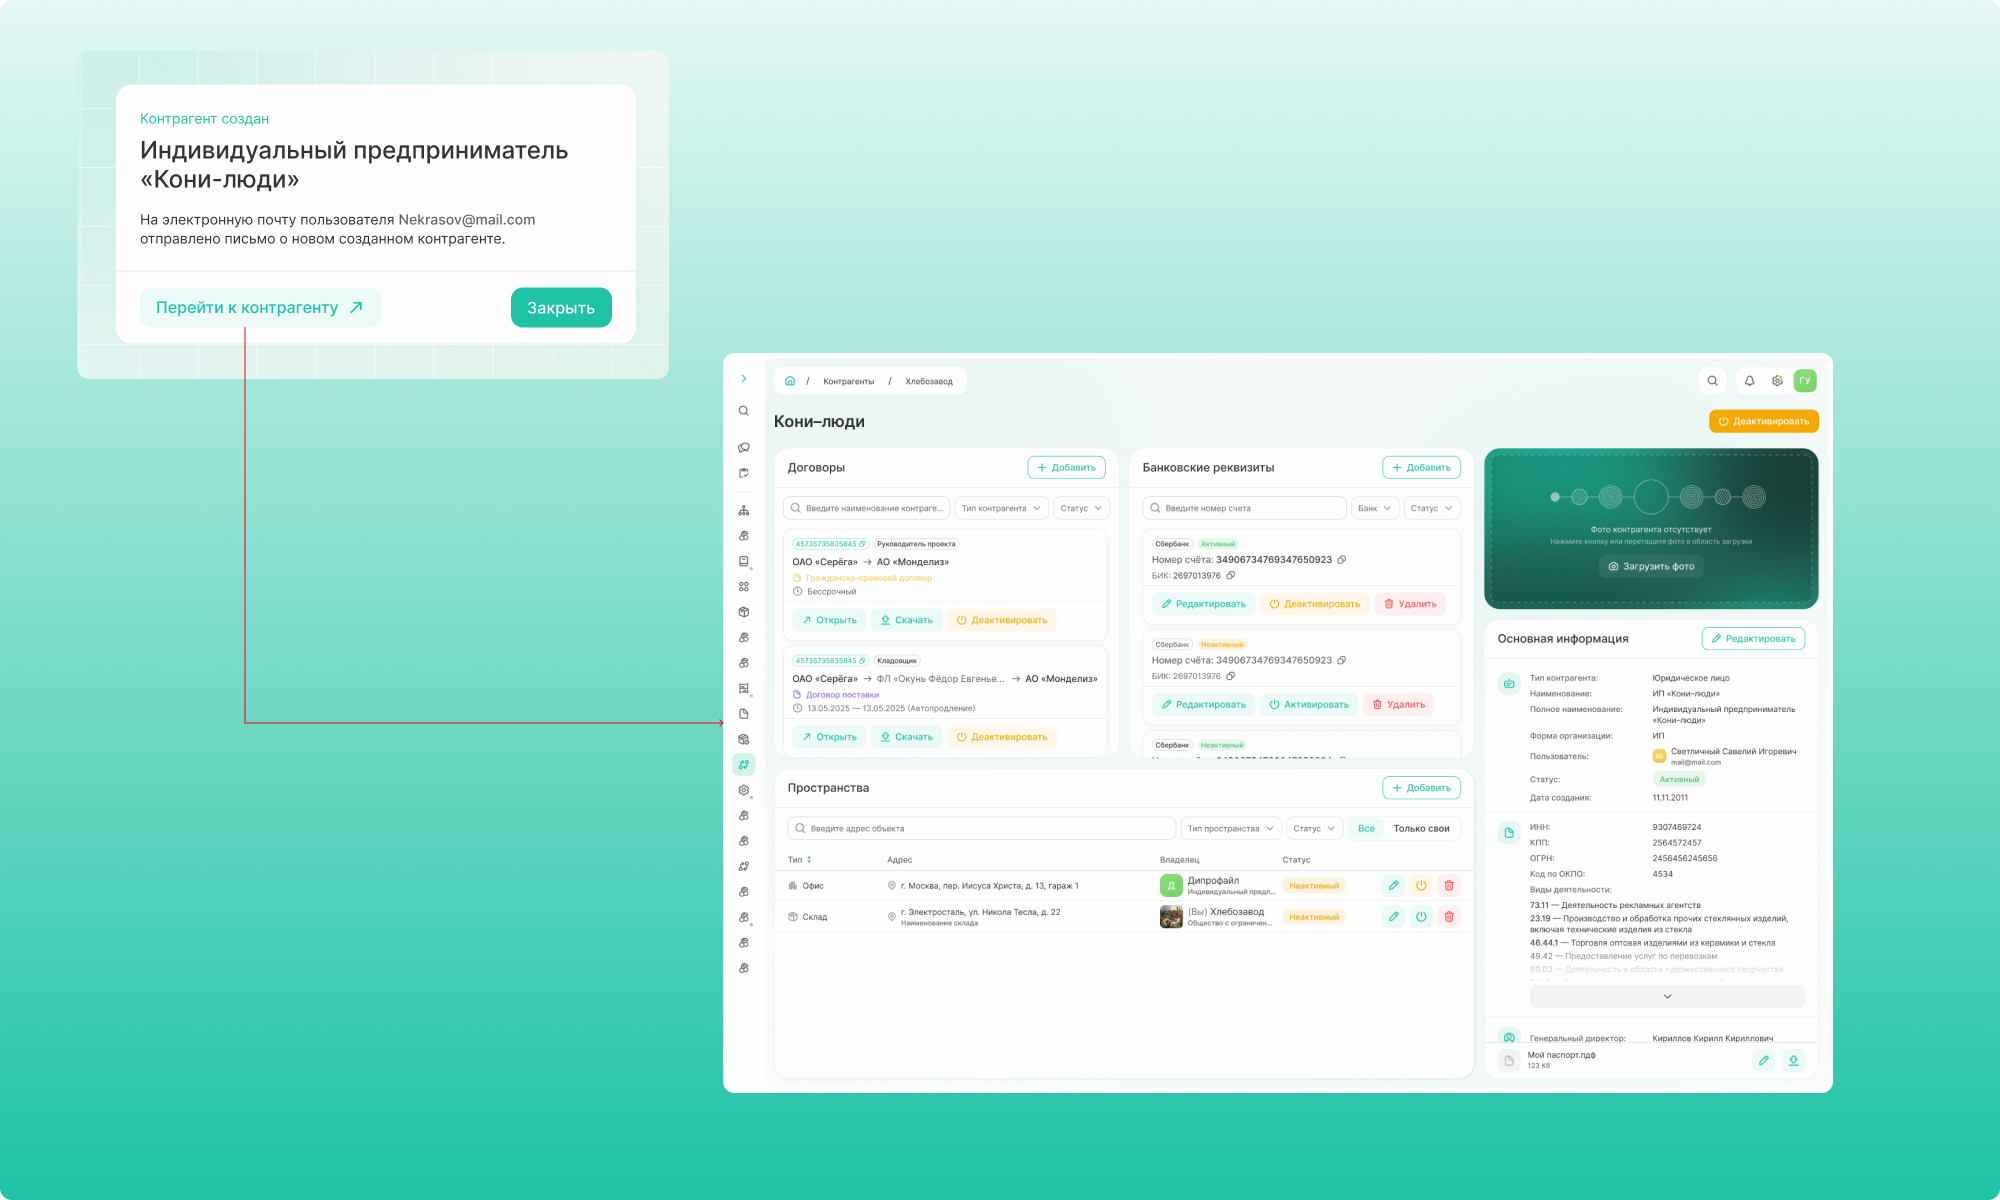 Контрагент создан
Индивидуальный предприниматель
«Кони-люди»
На электронную почту пользователя Nekrasov@mail.com
отправлено письмо о новом созданном контрагенте.
Перейти к контрагенту
Закрыть
/ Контрагенты / Хлебозавод
ГУ
Кони–люди
Деактивировать
Договоры
Добавить
Введите наименование контраге...
Тип контрагента
Статус
45735735835845 Руководитель проекта
ОАО «Серёга» → АО «Монделиз»
Гражданско-правовой договор
Бессрочный
Открыть
Скачать
Деактивировать
45735735835845 Кладовщик
ОАО «Серёга» → ФЛ «Окунь Фёдор Евгенье... → АО «Монделиз»
Договор поставки
13.05.2025 — 13.05.2025 (Автопродление)
Открыть
Скачать
Деактивировать
Банковские реквизиты
Добавить
Введите номер счета
Банк
Статус
Сбербанк Активный
Номер счёта: 34906734769347650923
БИК: 2697013976
Редактировать
Деактивировать
Удалить
Сбербанк Неактивный
Номер счёта: 34906734769347650923
БИК: 2697013976
Редактировать
Активировать
Удалить
Сбербанк Неактивный
Пространства
Добавить
Введите адрес объекта
Тип пространства
Статус
Все
Только свои
Тип
Адрес
Владелец
Статус
Офис
г. Москва, пер. Иисуса Христа, д. 13, гараж 1
Д
Дипрофайл
Индивидуальный предп...
Неактивный
Склад
г. Электросталь, ул. Никола Тесла, д. 22
Наименование склада
(Вы) Хлебозавод
Общество с ограничен...
Неактивный
Фото контрагента отсутствует
Нажмите кнопку или перетащите фото в область загрузки
Загрузить фото
Основная информация
Редактировать
Тип контрагента: Юридическое лицо
Наименование: ИП «Кони–люди»
Полное наименование: Индивидуальный предприниматель
«Кони–люди»
Форма организации: ИП
Пользователь: Светличный Савелий Игоревич
mail@mail.com
Статус: Активный
Дата создания: 11.11.2011
ИНН: 9307469724
КПП: 2564572457
ОГРН: 2456456245656
Код по ОКПО: 4534
Виды деятельности:
73.11 — Деятельность рекламных агентств
23.19 — Производство и обработка прочих стеклянных изделий,
включая технические изделия из стекла
46.44.1 — Торговля оптовая изделиями из керамики и стекла
49.42 — Предоставление услуг по перевозкам
90.03 — Деятельность в области художественного творчества
Генеральный директор: Кириллов Кирилл Кириллович
Мой паспорт.пдф
123 Кб